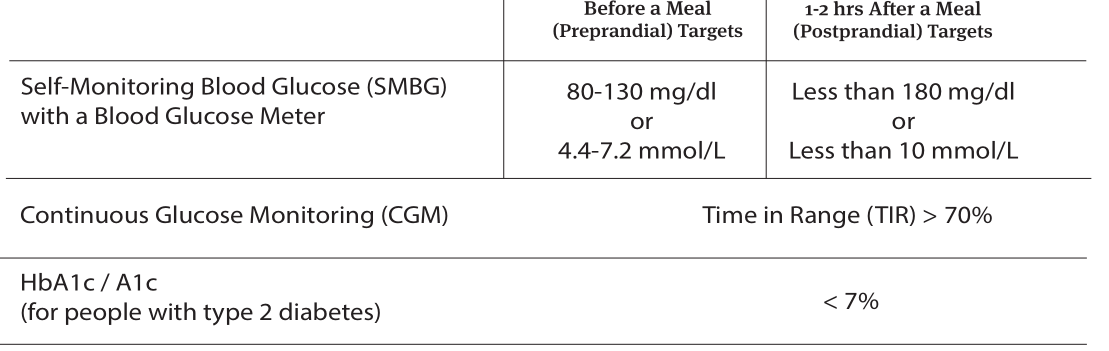 Before a Meal
(Preprandial) Targets
1-2 hrs After a Meal
(Postprandial) Targets
Self-Monitoring Blood Glucose (SMBG)
with a Blood Glucose Meter
80-130 mg/dl
or
4.4-7.2 mmol/L
Less than 180 mg/dl
or
Less than 10 mmol/L
Continuous Glucose Monitoring (CGM)
Time in Range (TIR) > 70%
HbA1c / A1c
(for people with type 2 diabetes)
< 7%